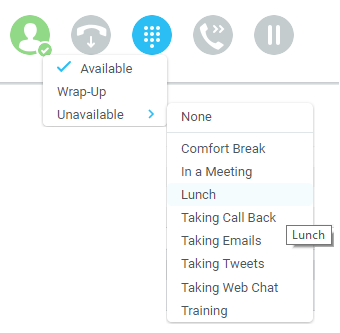 Available
Wrap-Up
Unavailable
None
Comfort Break
In a Meeting
Lunch
Taking Call Back
Taking Emails
Lunch
Taking Tweets
Taking Web Chat
Training